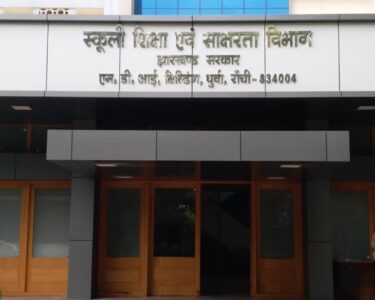 स्कूली शिक्षा एवं साक्षरता विभाग
झारखण्ड सरकार
एम. डी. आई. बिल्डिंग, धुर्वा, राँची - 834004